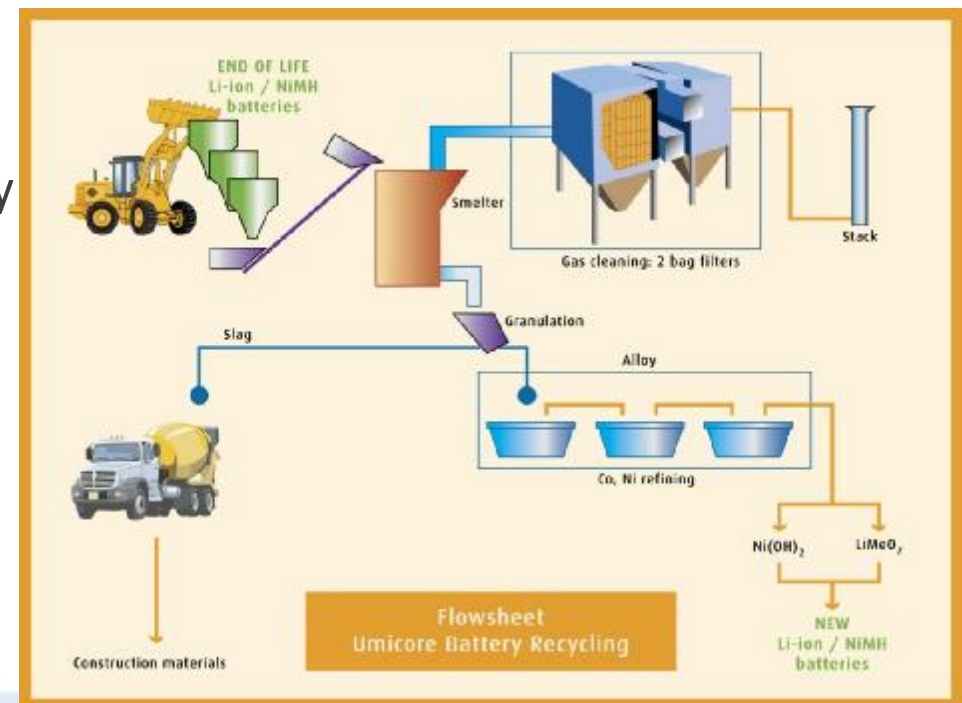 END OF LIFE
Li-ion / NiMH
batteries
y
Smelter
Gas cleaning: 2 bag filters
Stack
Granulation
Slag
Alloy
Co, Ni refining
Ni(OH)₂
LiMeO₂
NEW
Li-ion / NiMH
batteries
Construction materials
Flowsheet
Umicore Battery Recycling